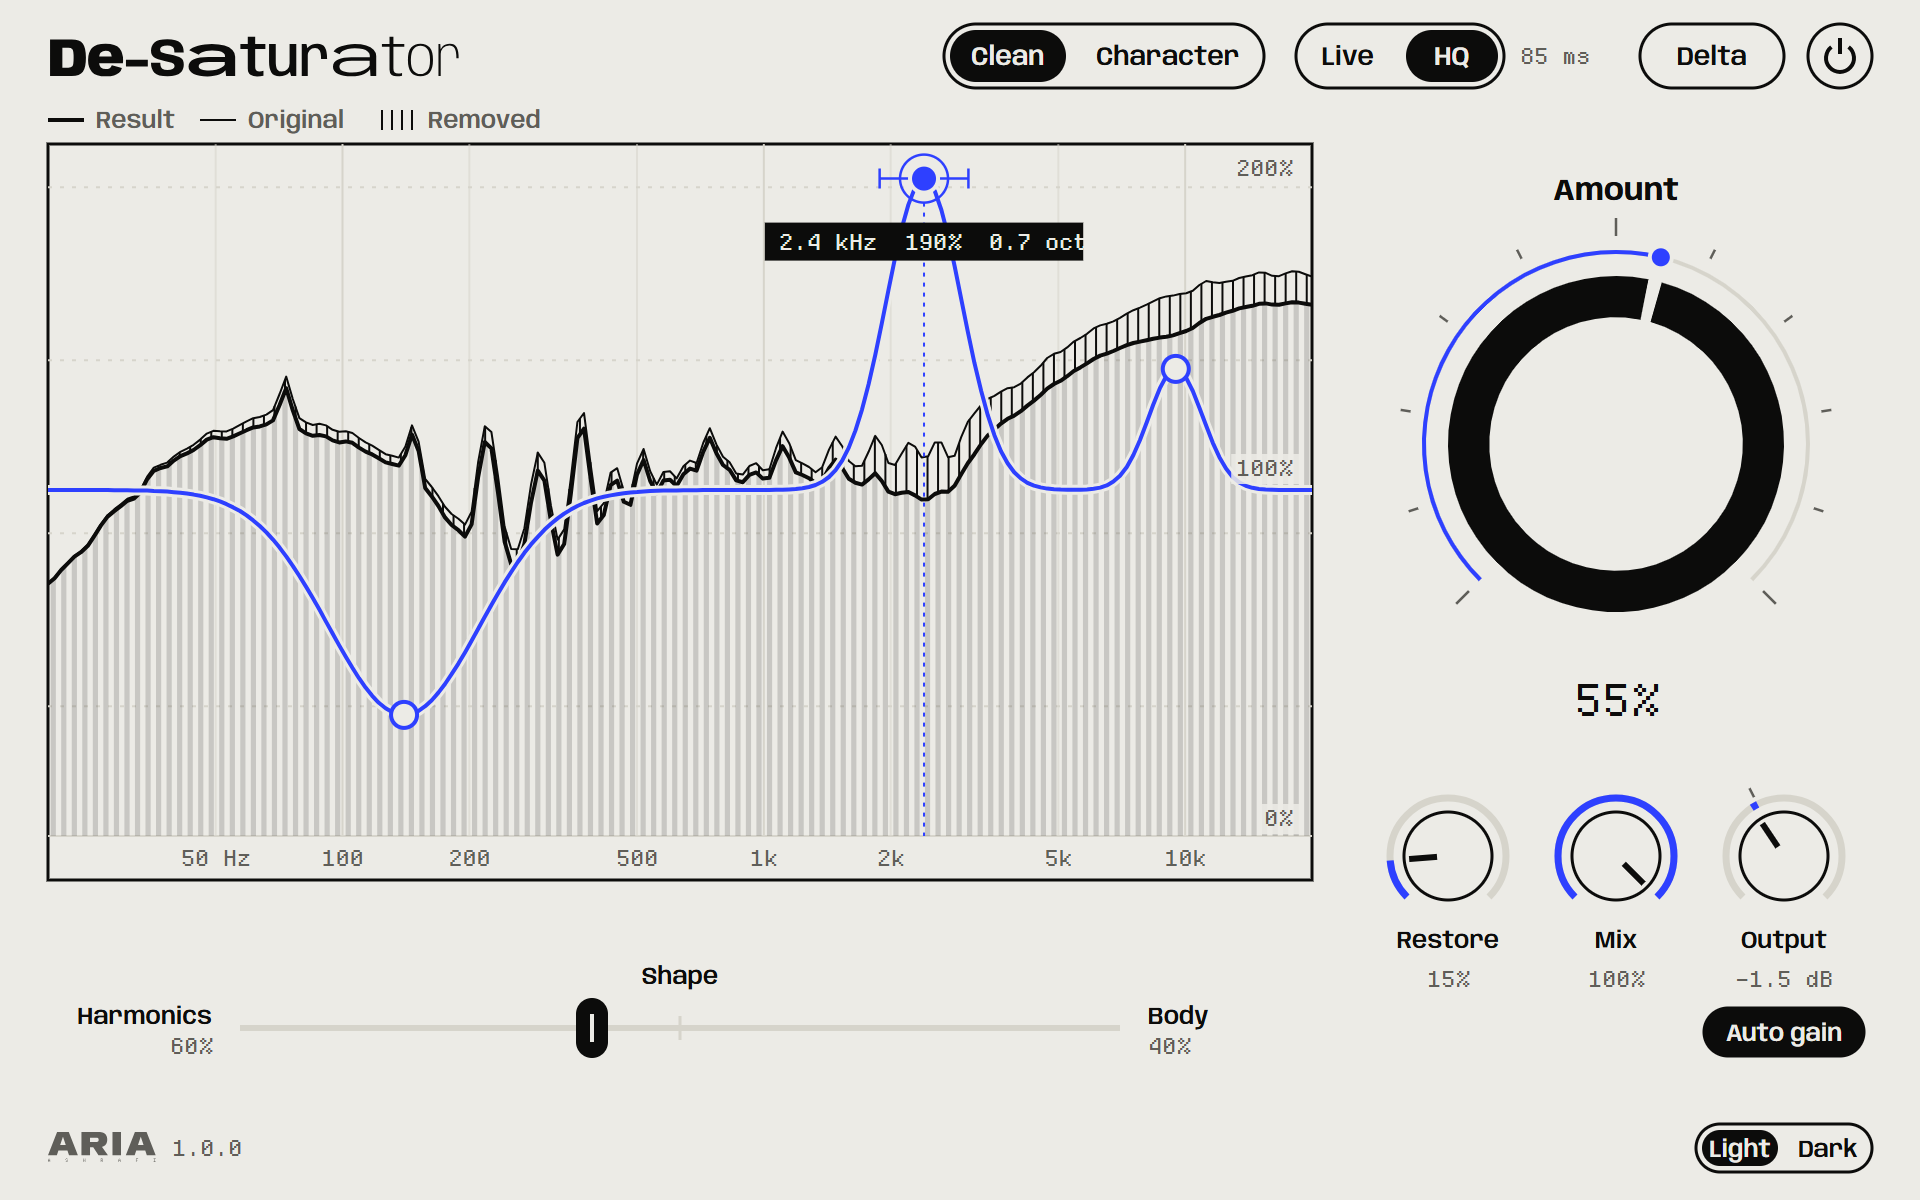 De-Saturator
Clean Character
Live HQ 85 ms
Delta
Result Original Removed
200%
2.4 kHz 190% 0.7 oct
100%
0%
50 Hz 100 200 500 1k 2k 5k 10k
Amount
55%
Restore Mix Output
15% 100% -1.5 dB
Shape
Harmonics Body
60% 40%
Auto gain
ARIA 1.0.0
Light Dark